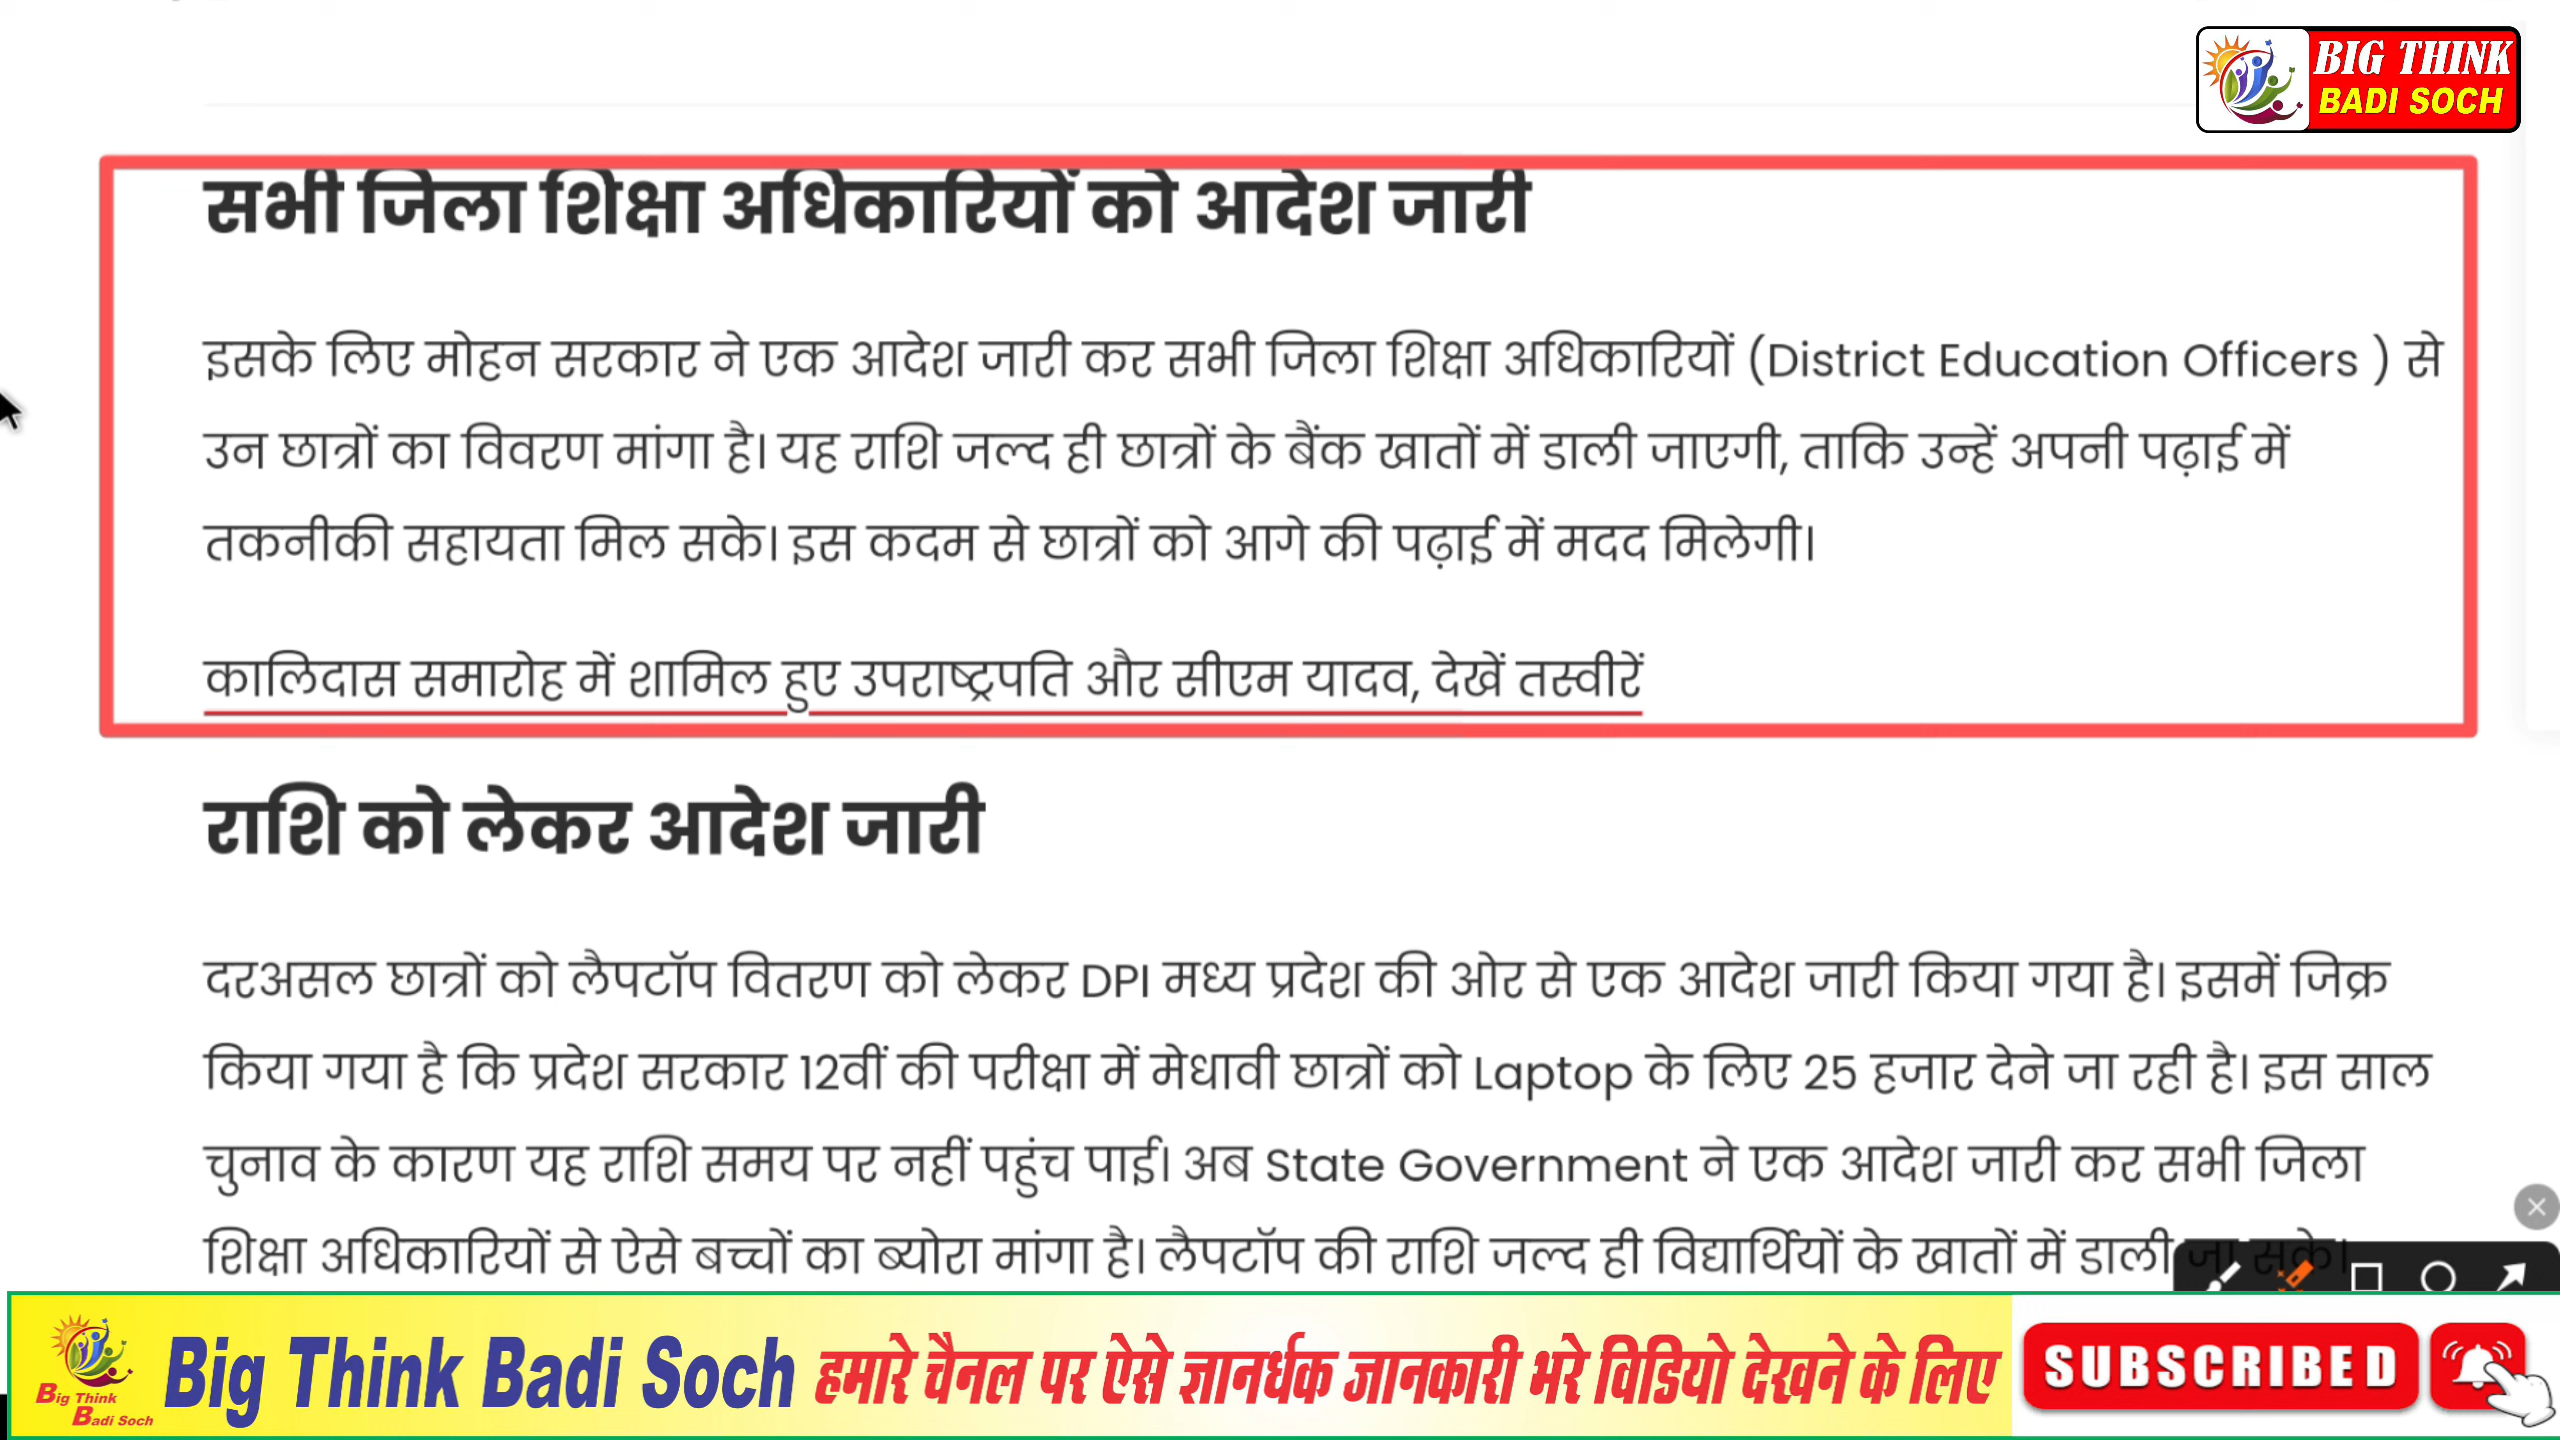 BIG THINK
BADI SOCH
सभी जिला शिक्षा अधिकारियों को आदेश जारी
इसके लिए मोहन सरकार ने एक आदेश जारी कर सभी जिला शिक्षा अधिकारियों (District Education Officers ) से
उन छात्रों का विवरण मांगा है। यह राशि जल्द ही छात्रों के बैंक खातों में डाली जाएगी, ताकि उन्हें अपनी पढ़ाई में
तकनीकी सहायता मिल सके। इस कदम से छात्रों को आगे की पढ़ाई में मदद मिलेगी।
कालिदास समारोह में शामिल हुए उपराष्ट्रपति और सीएम यादव, देखें तस्वीरें
राशि को लेकर आदेश जारी
दरअसल छात्रों को लैपटॉप वितरण को लेकर DPI मध्य प्रदेश की ओर से एक आदेश जारी किया गया है। इसमें जिक्र
किया गया है कि प्रदेश सरकार 12वीं की परीक्षा में मेधावी छात्रों को Laptop के लिए 25 हजार देने जा रही है। इस साल
चुनाव के कारण यह राशि समय पर नहीं पहुंच पाई। अब State Government ने एक आदेश जारी कर सभी जिला
शिक्षा अधिकारियों से ऐसे बच्चों का ब्योरा मांगा है। लैपटॉप की राशि जल्द ही विद्यार्थियों के खातों में डाली जा सके।
Big Think
Badi Soch
Big Think Badi Soch हमारे चैनल पर ऐसे ज्ञानर्धक जानकारी भरे विडियो देखने के लिए
SUBSCRIBED